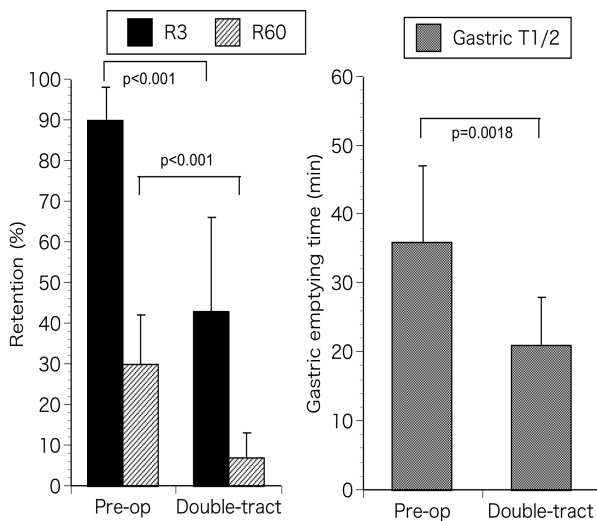 R3 R60
p<0.001
p<0.001
Retention (%)
100
90
80
70
60
50
40
30
20
10
0
Pre-op Double-tract
Gastric T1/2
p=0.0018
Gastric emptying time (min)
60
50
40
30
20
10
0
Pre-op Double-tract